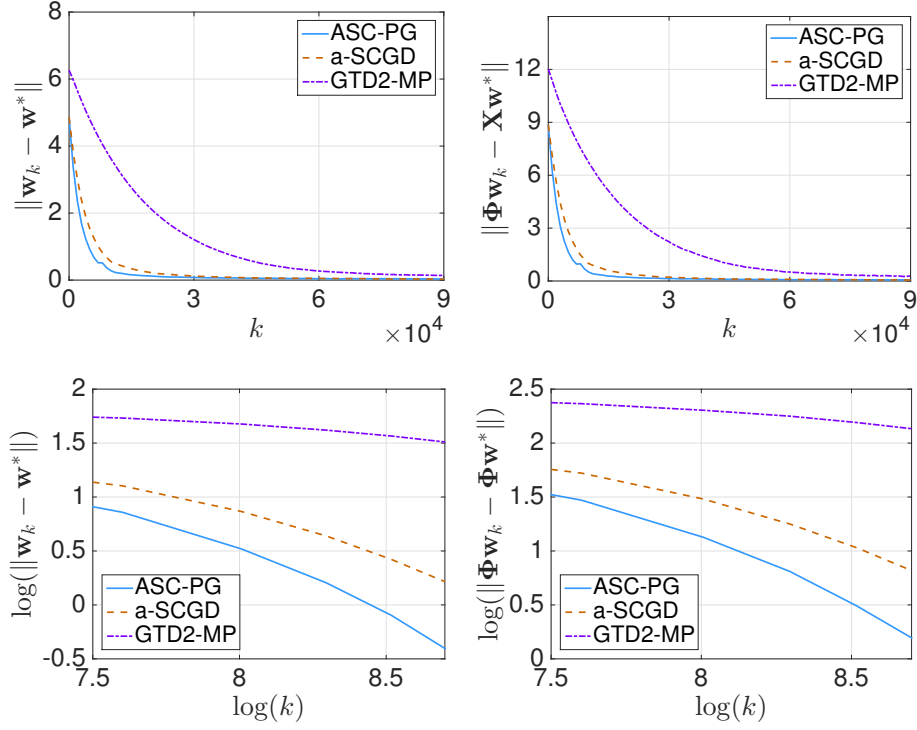 8
6
4
2
0
‖w_k − w*‖
ASC-PG
a-SCGD
GTD2-MP
0
3
6
9
×10^4
k
12
9
6
3
0
‖Φw_k − Xw*‖
ASC-PG
a-SCGD
GTD2-MP
0
3
6
9
×10^4
k
2
1.5
1
0.5
0
-0.5
log(‖w_k − w*‖)
ASC-PG
a-SCGD
GTD2-MP
7.5
8
8.5
log(k)
2.5
2
1.5
1
0.5
0
log(‖Φw_k − Φw*‖)
ASC-PG
a-SCGD
GTD2-MP
7.5
8
8.5
log(k)